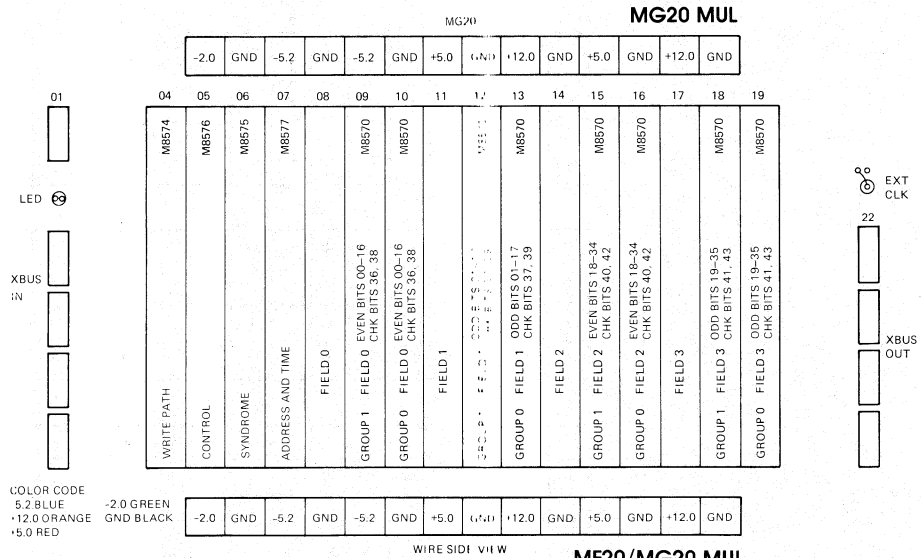 MG20 MUL
MG20
-2.0 GND -5.2 GND -5.2 GND +5.0 GND +12.0 GND +5.0 GND +12.0 GND
01 04 05 06 07 08 09 10 11 12 13 14 15 16 17 18 19
M8574 M8576 M8575 M8577 M8570 M8570 M8570 M8570 M8570 M8570 M8570
LED
EXT
CLK
22
XBUS
IN
XBUS
OUT
WRITE PATH
CONTROL
SYNDROME
ADDRESS AND TIME
FIELD 0
GROUP 1 FIELD 0 EVEN BITS 00-16
CHK BITS 36, 38
GROUP 0 FIELD 0 EVEN BITS 00-16
CHK BITS 36, 38
FIELD 1
GROUP FIELD ODD BITS
BITS
GROUP 0 FIELD 1 ODD BITS 01-17
CHK BITS 37, 39
FIELD 2
GROUP 1 FIELD 2 EVEN BITS 18-34
CHK BITS 40, 42
GROUP 0 FIELD 2 EVEN BITS 18-34
CHK BITS 40, 42
FIELD 3
GROUP 1 FIELD 3 ODD BITS 19-35
CHK BITS 41, 43
GROUP 0 FIELD 3 ODD BITS 19-35
CHK BITS 41, 43
COLOR CODE
5.2.BLUE -2.0 GREEN
+12.0 ORANGE GND BLACK
+5.0 RED
-2.0 GND -5.2 GND -5.2 GND +5.0 GND +12.0 GND +5.0 GND +12.0 GND
WIRE SIDE VIEW
MF20/MG20 MUL